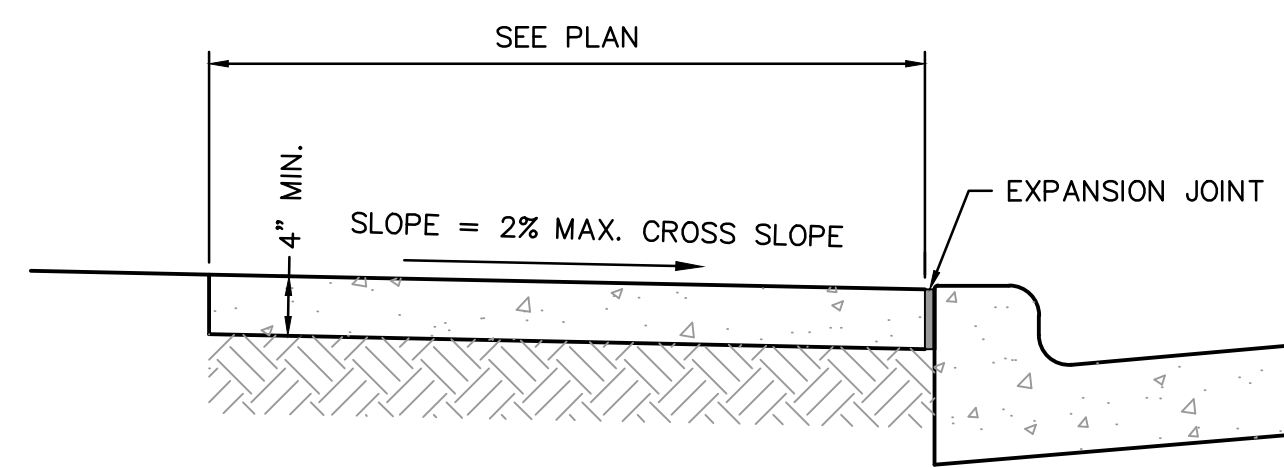 SEE PLAN
4" MIN.
SLOPE = 2% MAX. CROSS SLOPE
EXPANSION JOINT